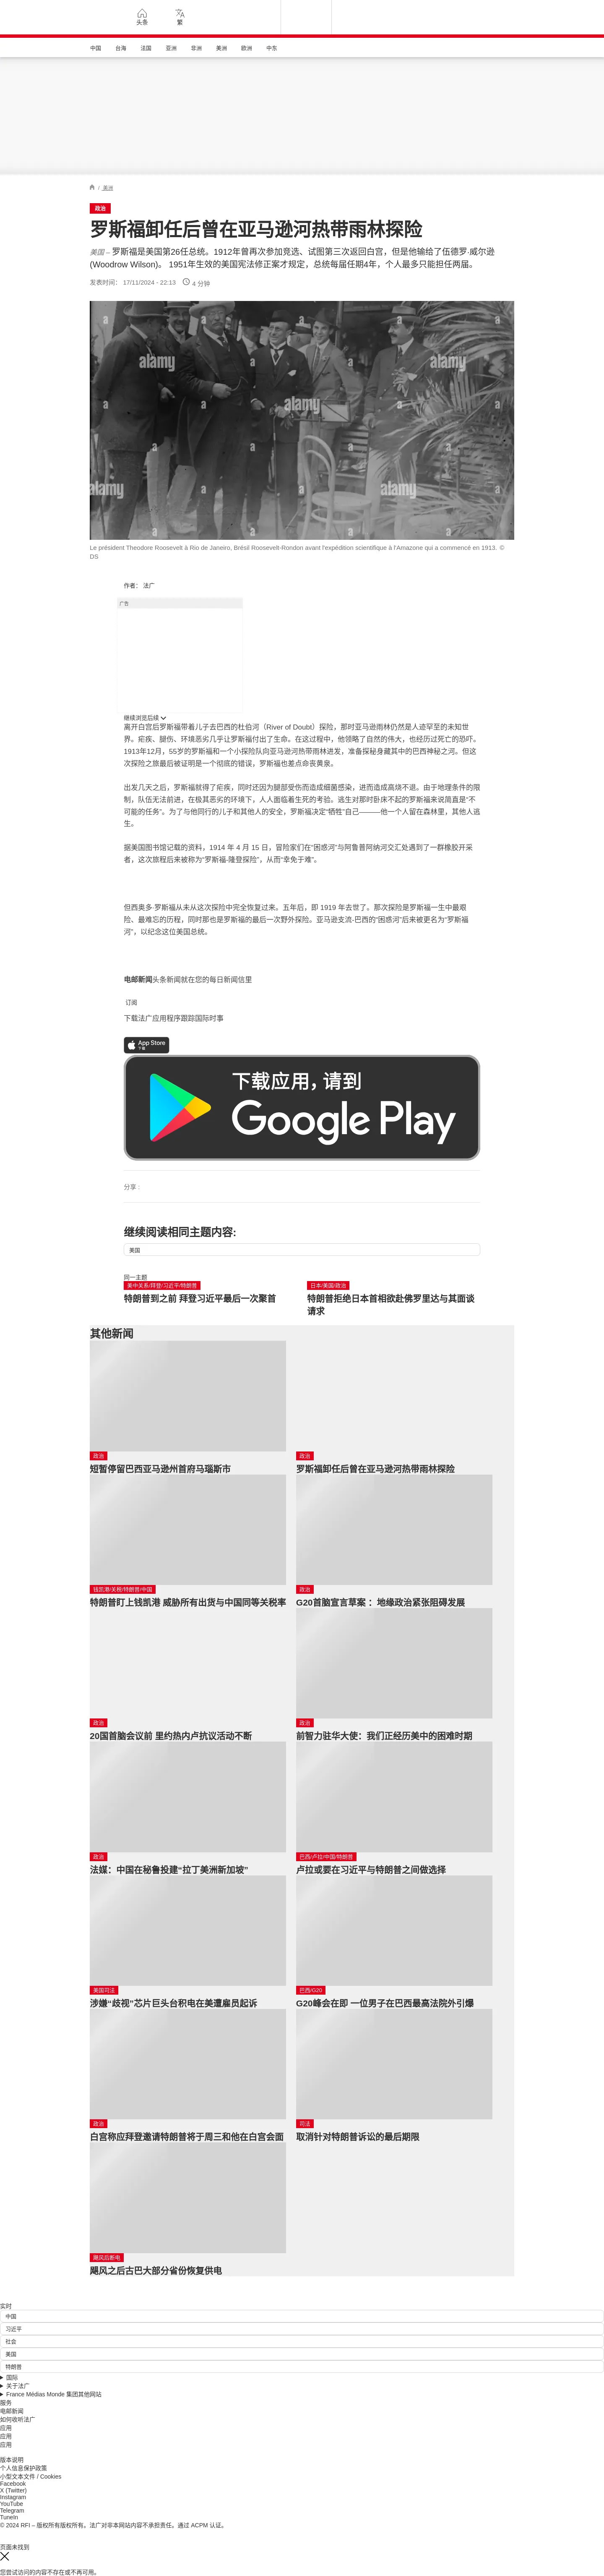 头条
繁
中国
台海
法国
亚洲
非洲
美洲
欧洲
中东
/ 美洲
政治
罗斯福卸任后曾在亚马逊河热带雨林探险
美国 – 罗斯福是美国第26任总统。1912年曾再次参加竞选、试图第三次返回白宫，但是他输给了伍德罗·威尔逊
(Woodrow Wilson)。 1951年生效的美国宪法修正案才规定，总统每届任期4年，个人最多只能担任两届。
发表时间： 17/11/2024 - 22:13 4 分钟
alamy
alamy
alamy
alamy
Le président Theodore Roosevelt à Rio de Janeiro, Brésil Roosevelt-Rondon avant l'expédition scientifique à l'Amazone qui a commencé en 1913. ©
DS
作者： 法广
广告
继续浏览后续
离开白宫后罗斯福带着儿子去巴西的杜伯河（River of Doubt）探险，那时亚马逊雨林仍然是人迹罕至的未知世
界。疟疾、腿伤、环境恶劣几乎让罗斯福付出了生命。在这过程中，他领略了自然的伟大，也经历过死亡的恐吓。
1913年12月，55岁的罗斯福和一个小探险队向亚马逊河热带雨林进发，准备探秘身藏其中的巴西神秘之河。但这
次探险之旅最后被证明是一个彻底的错误，罗斯福也差点命丧黄泉。
出发几天之后，罗斯福就得了疟疾，同时还因为腿部受伤而造成细菌感染，进而造成高烧不退。由于地理条件的限
制，队伍无法前进，在极其恶劣的环境下，人人面临着生死的考验。逃生对那时卧床不起的罗斯福来说简直是“不
可能的任务”。为了与他同行的儿子和其他人的安全，罗斯福决定“牺牲”自己———他一个人留在森林里，其他人逃
生。
据美国图书馆记载的资料，1914 年 4 月 15 日，冒险家们在“困惑河”与阿鲁普阿纳河交汇处遇到了一群橡胶开采
者，这次旅程后来被称为“罗斯福-隆登探险”，从而“幸免于难”。
但西奥多·罗斯福从未从这次探险中完全恢复过来。五年后，即 1919 年去世了。那次探险是罗斯福一生中最艰
险、最难忘的历程，同时那也是罗斯福的最后一次野外探险。亚马逊支流-巴西的“困惑河”后来被更名为“罗斯福
河”，以纪念这位美国总统。
电邮新闻头条新闻就在您的每日新闻信里
订阅
下载法广应用程序跟踪国际时事
App Store
下载
下载应用，请到
Google Play
分享 :
继续阅读相同主题内容:
美国
同一主题
美中关系/拜登/习近平/特朗普
特朗普到之前 拜登习近平最后一次聚首
日本/美国/政治
特朗普拒绝日本首相欲赴佛罗里达与其面谈
请求
其他新闻
政治
短暂停留巴西亚马逊州首府马瑙斯市
政治
罗斯福卸任后曾在亚马逊河热带雨林探险
钱凯港/关税/特朗普/中国
特朗普盯上钱凯港 威胁所有出货与中国同等关税率
政治
G20首脑宣言草案 ：地缘政治紧张阻碍发展
政治
20国首脑会议前 里约热内卢抗议活动不断
政治
前智力驻华大使：我们正经历美中的困难时期
政治
法媒：中国在秘鲁投建“拉丁美洲新加坡”
巴西/卢拉/中国/特朗普
卢拉或要在习近平与特朗普之间做选择
美国司法
涉嫌“歧视”芯片巨头台积电在美遭雇员起诉
巴西/G20
G20峰会在即 一位男子在巴西最高法院外引爆
政治
白宫称应拜登邀请特朗普将于周三和他在白宫会面
司法
取消针对特朗普诉讼的最后期限
飓风后断电
飓风之后古巴大部分省份恢复供电
实时
中国
习近平
社会
美国
特朗普
国际
关于法广
France Médias Monde 集团其他网站
服务
电邮新闻
如何收听法广
应用
应用
应用
版本说明
个人信息保护政策
小型文本文件 / Cookies
Facebook
X (Twitter)
Instagram
YouTube
Telegram
TuneIn
© 2024 RFI – 版权所有版权所有。法广对非本网站内容不承担责任。通过 ACPM 认证。
页面未找到
您尝试访问的内容不存在或不再可用。